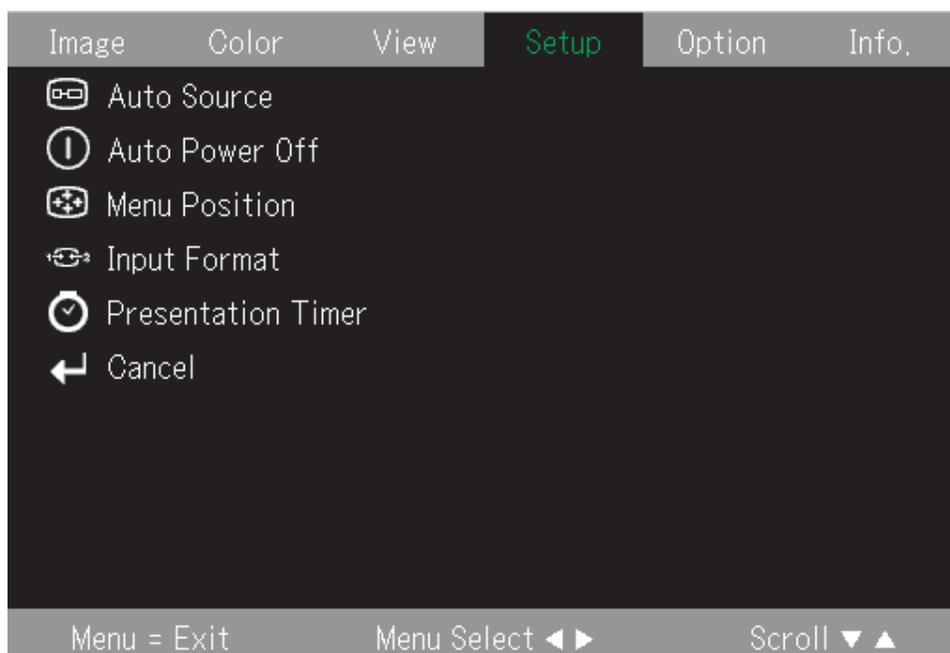 Image Color View Setup Option Info.
Auto Source
Auto Power Off
Menu Position
Input Format
Presentation Timer
Cancel
Menu = Exit Menu Select ◀ ▶ Scroll ▼ ▲